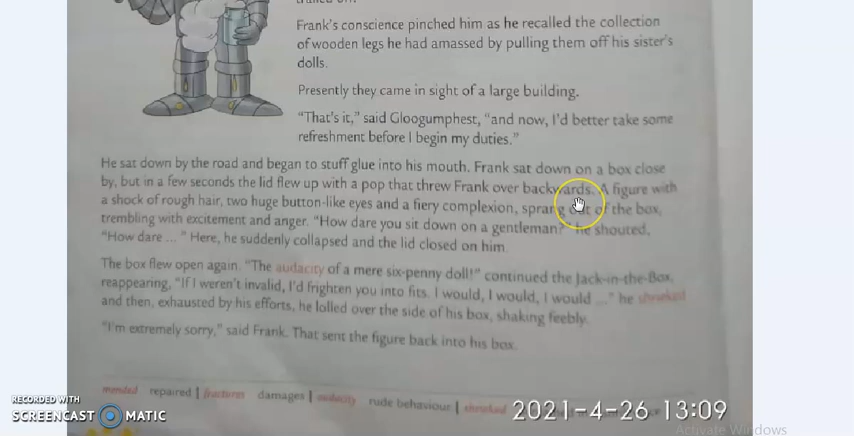 Frank's conscience pinched him as he recalled the collection
of wooden legs he had amassed by pulling them off his sister's
dolls.
Presently they came in sight of a large building.
"That's it," said Gloogumphest, "and now, I'd better take some
refreshment before I begin my duties."
He sat down by the road and began to stuff glue into his mouth. Frank sat down on a box close
by, but in a few seconds the lid flew up with a pop that threw Frank over backwards. A figure with
a shock of rough hair, two huge button-like eyes and a fiery complexion, sprang out of the box,
trembling with excitement and anger. "How dare you sit down on a gentleman?" he shouted.
"How dare ... " Here, he suddenly collapsed and the lid closed on him.
The box flew open again. "The audacity of a mere six-penny doll!" continued the Jack-in-the-Box,
reappearing, "If I weren't invalid, I'd frighten you into fits. I would, I would, I would ..." he shrieked
and then, exhausted by his efforts, he lolled over the side of his box, shaking feebly.
"I'm extremely sorry," said Frank. That sent the figure back into his box.
mended repaired | fractures damages | audacity rude behaviour | shrieked
RECORDED WITH
SCREENCAST MATIC
2021-4-26 13:09
Activate Windows